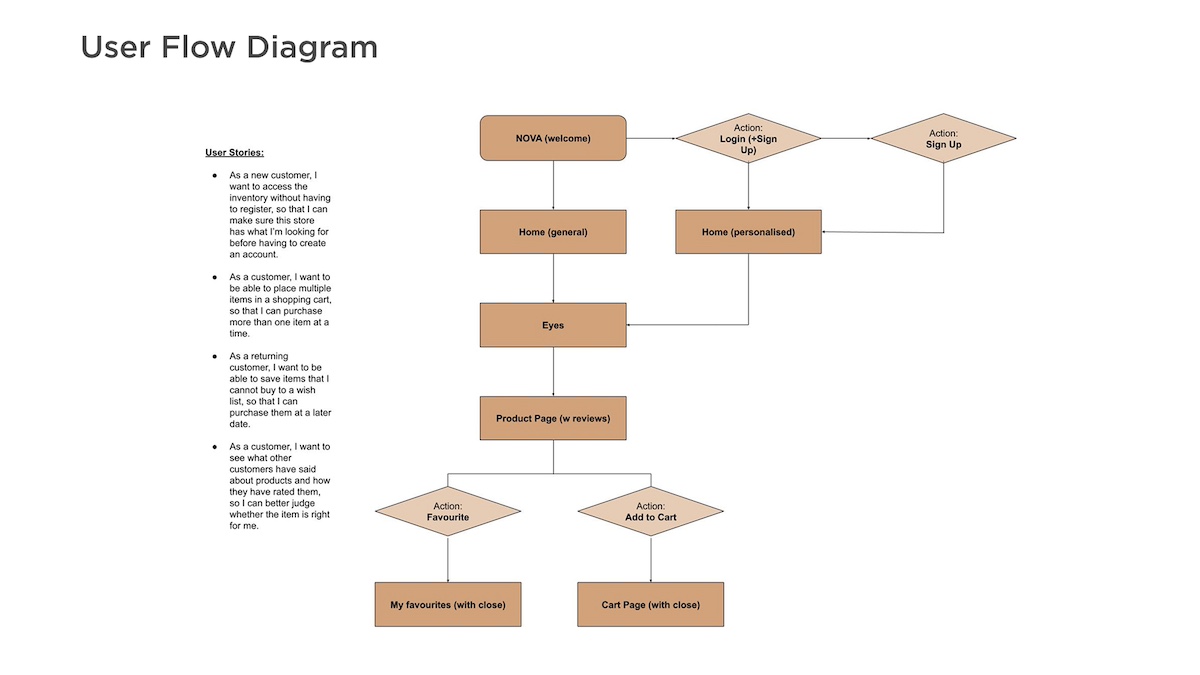 User Flow Diagram
User Stories:
● As a new customer, I
want to access the
inventory without having
to register, so that I can
make sure this store
has what I’m looking for
before having to create
an account.
● As a customer, I want to
be able to place multiple
items in a shopping cart,
so that I can purchase
more than one item at a
time.
● As a returning
customer, I want to be
able to save items that I
cannot buy to a wish
list, so that I can
purchase them at a later
date.
● As a customer, I want to
see what other
customers have said
about products and how
they have rated them,
so I can better judge
whether the item is right
for me.
NOVA (welcome)
Action:
Login (+Sign
Up)
Action:
Sign Up
Home (general)
Home (personalised)
Eyes
Product Page (w reviews)
Action:
Favourite
Action:
Add to Cart
My favourites (with close)
Cart Page (with close)